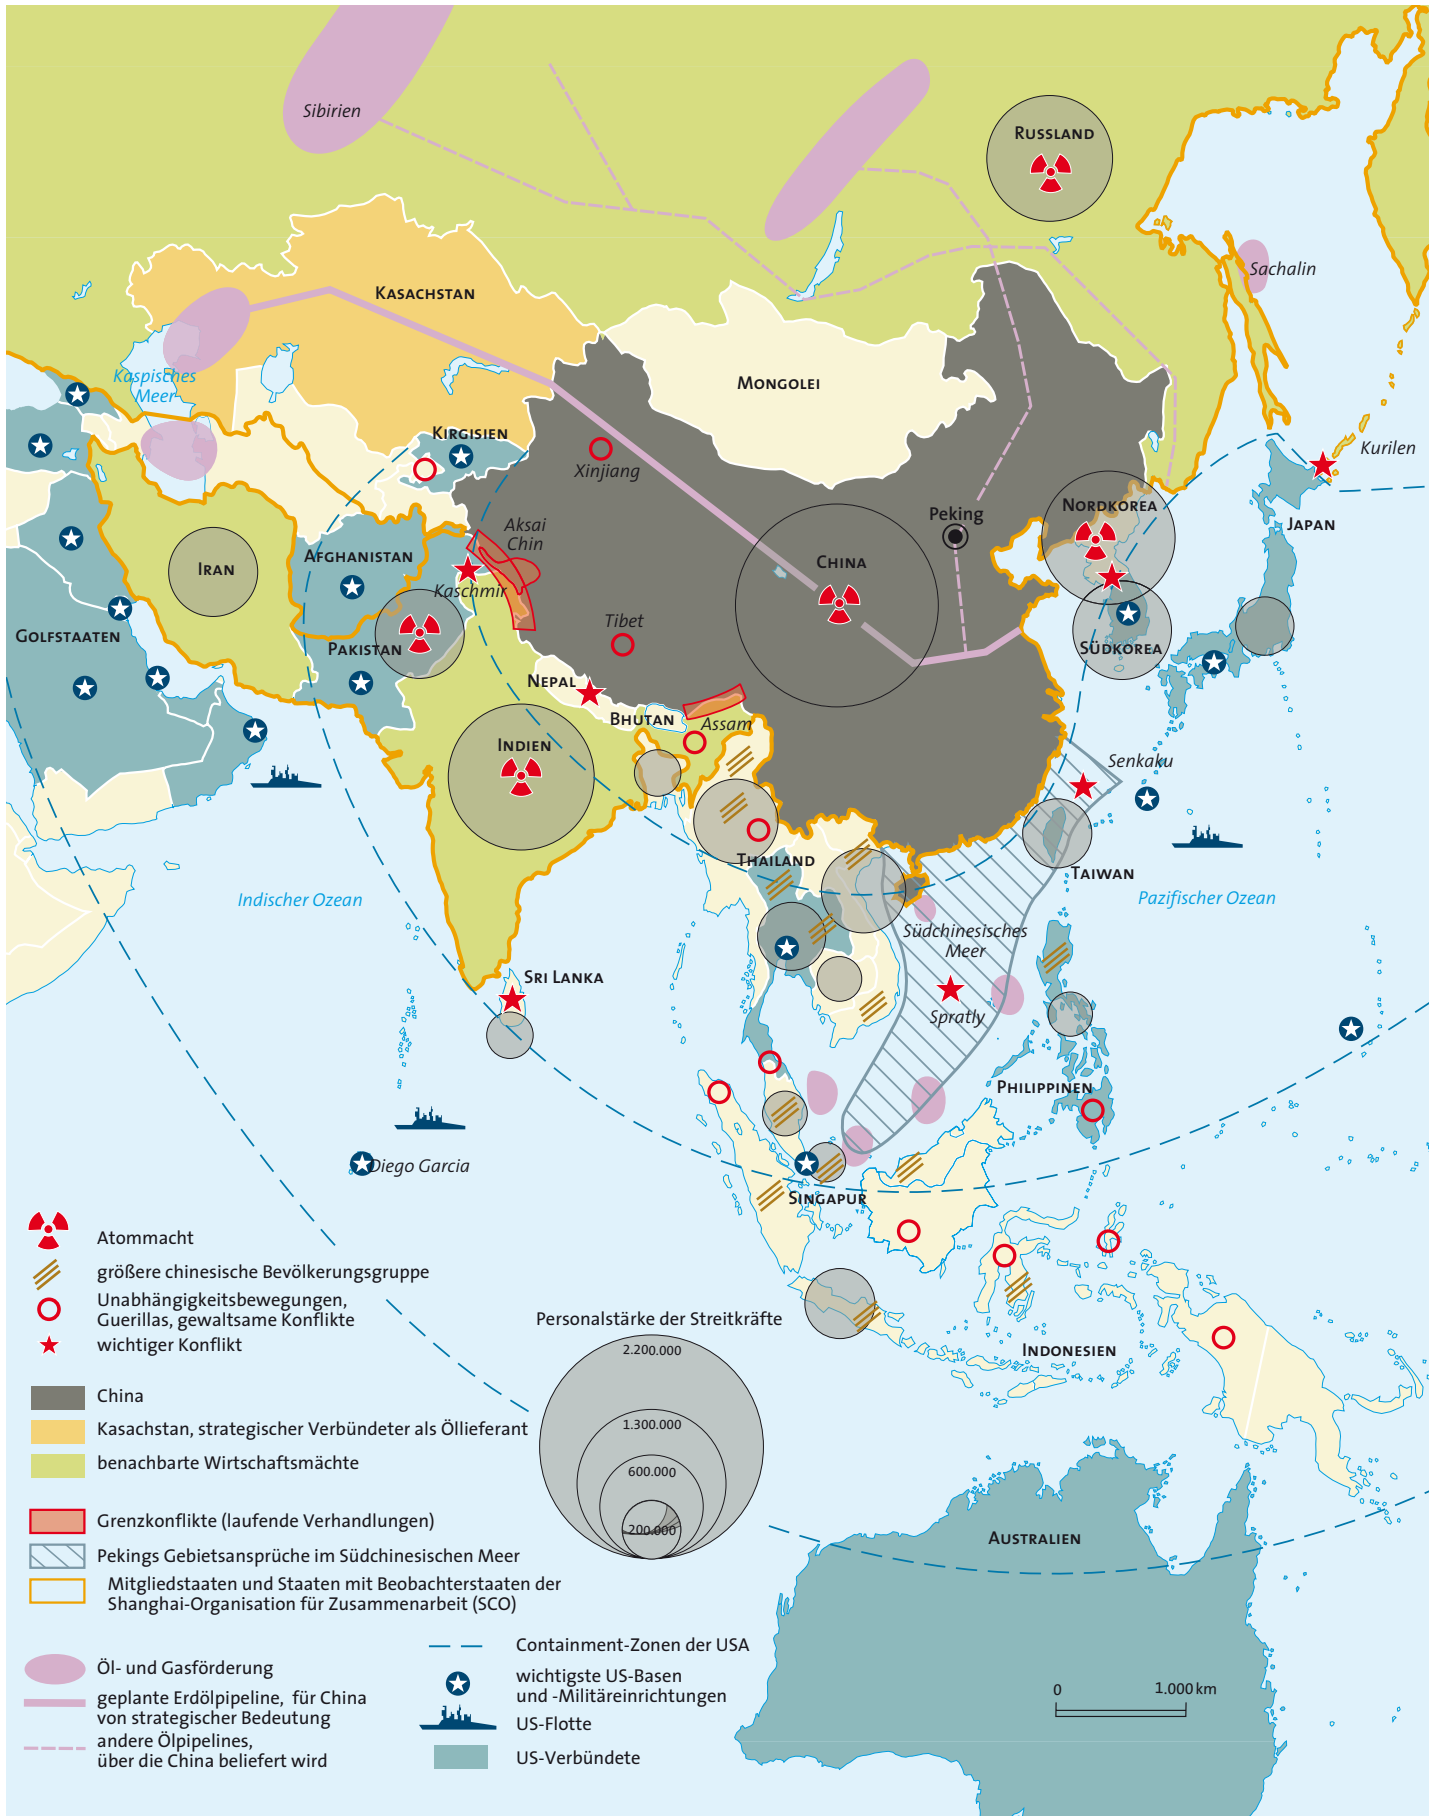 Sibirien
RUSSLAND
Sachalin
KASACHSTAN
Kaspisches
Meer
MONGOLEI
KIRGISIEN
Kurilen
Xinjiang
NORDKOREA
Peking
JAPAN
Aksai
Chin
AFGHANISTAN
IRAN
CHINA
Kaschmir
Tibet
GOLFSTAATEN
PAKISTAN
SÜDKOREA
NEPAL
BHUTAN
Assam
INDIEN
Senkaku
THAILAND
TAIWAN
Indischer Ozean
Pazifischer Ozean
Südchinesisches
Meer
SRI LANKA
Spratly
PHILIPPINEN
Diego Garcia
SINGAPUR
INDONESIEN
AUSTRALIEN
Atommacht
größere chinesische Bevölkerungsgruppe
Unabhängigkeitsbewegungen,
Guerillas, gewaltsame Konflikte
wichtiger Konflikt
China
Kasachstan, strategischer Verbündeter als Öllieferant
benachbarte Wirtschaftsmächte
Grenzkonflikte (laufende Verhandlungen)
Pekings Gebietsansprüche im Südchinesischen Meer
Mitgliedstaaten und Staaten mit Beobachterstaaten der
Shanghai-Organisation für Zusammenarbeit (SCO)
Öl- und Gasförderung
geplante Erdölpipeline, für China
von strategischer Bedeutung
andere Ölpipelines,
über die China beliefert wird
Personalstärke der Streitkräfte
2.200.000
1.300.000
600.000
200.000
Containment-Zonen der USA
wichtigste US-Basen
und -Militäreinrichtungen
US-Flotte
US-Verbündete
0 1.000 km